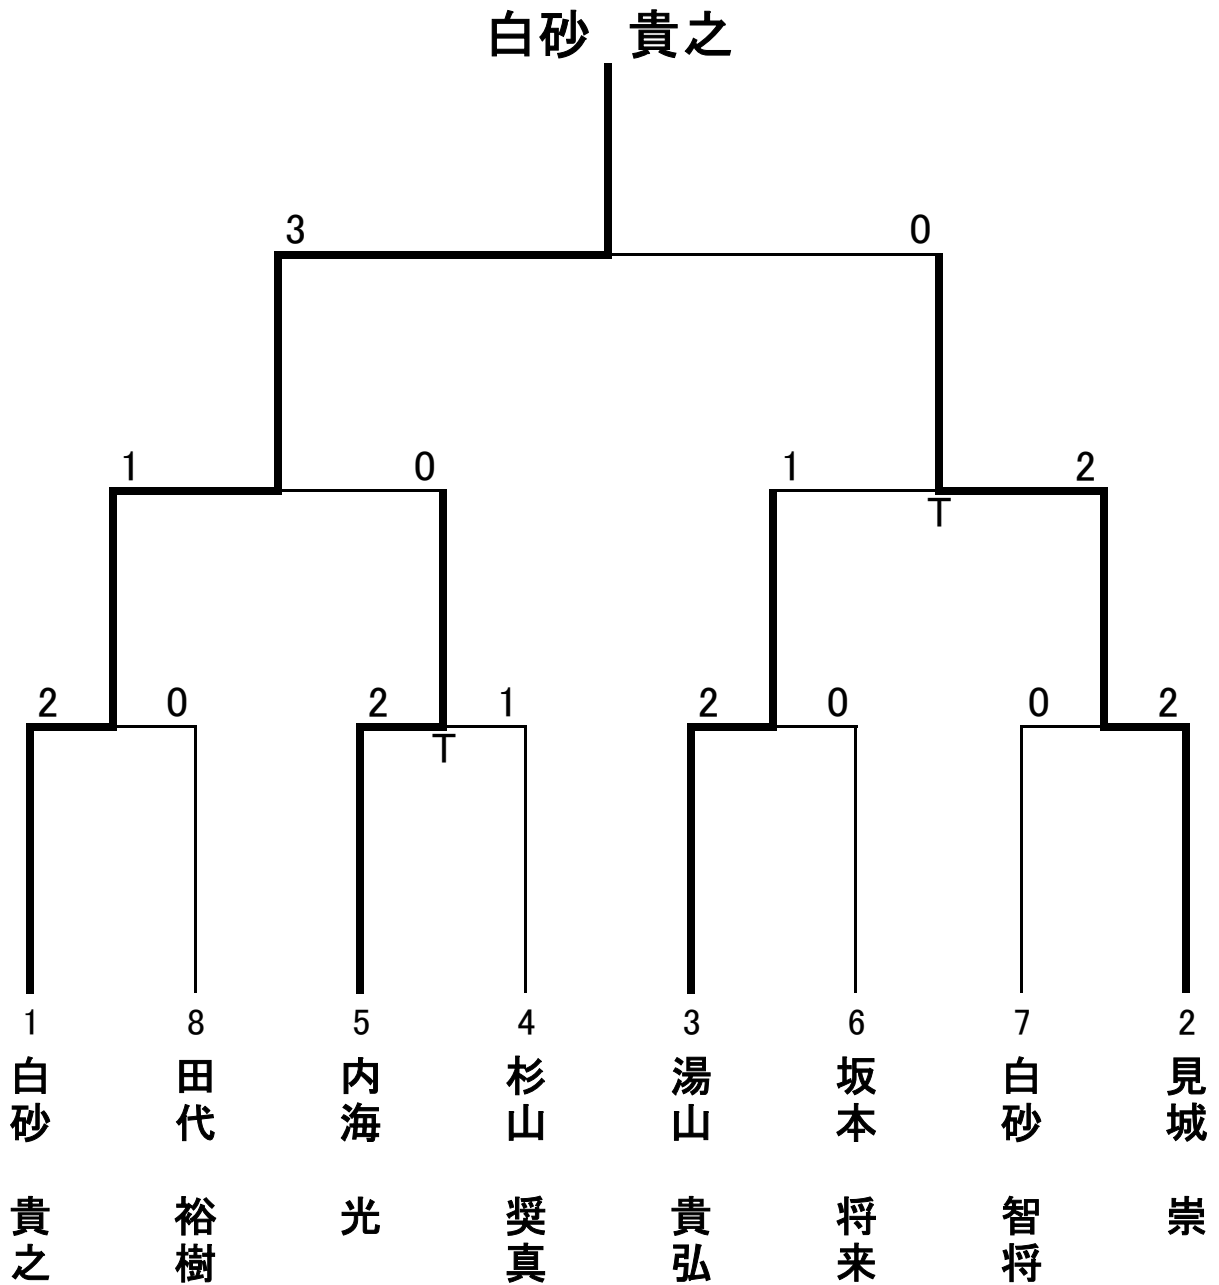 白砂　貴之
3 0
1 0 1 2
T
2 0 2 1 2 0 0 2
T
1 8 5 4 3 6 7 2
白砂　貴之
田代　裕樹
内海　光
杉山　奨真
湯山　貴弘
坂本　将来
白砂　智将
見城　崇